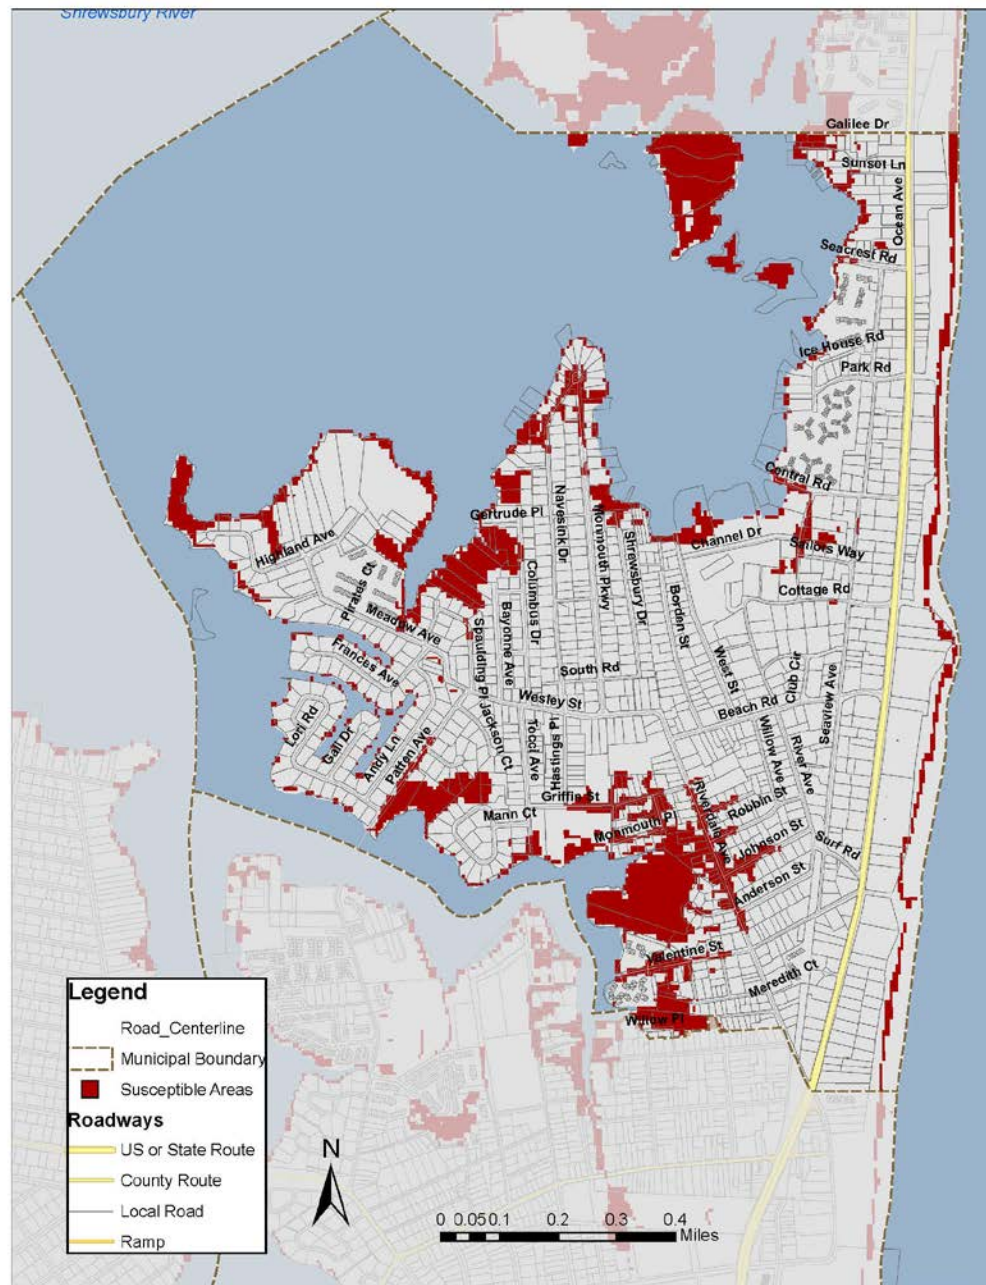 Shrewsbury River
Galilee Dr
Sunset Ln
Ocean Ave
Seacrest Rd
Ice House Rd
Park Rd
Central Rd
Gertrude Pl
Navesink Dr
Monmouth Pkwy
Channel Dr
Sailors Way
Highland Ave
Shrewsbury Dr
Columbus Dr
Pirates Ct
Cottage Rd
Borden St
Meadow Ave
Bayonne Ave
Spaulding Pl
Frances Ave
South Rd
West St
Club Cir
Seaview Ave
Wesley St
Beach Rd
Lori Rd
Gall Dr
Andy Ln
Patten Ave
Jackson Ct
Tocci Ave
Hastings Pl
Willow Ave
River Ave
Griffin St
Riverdale Ave
Robbin St
Mann Ct
Monmouth Pl
Johnson St
Surf Rd
Anderson St
Valentine St
Meredith Ct
Willow Pl
Legend
Road_Centerline
Municipal Boundary
Susceptible Areas
Roadways
US or State Route
County Route
Local Road
Ramp
N
0 0.05 0.1 0.2 0.3 0.4
Miles